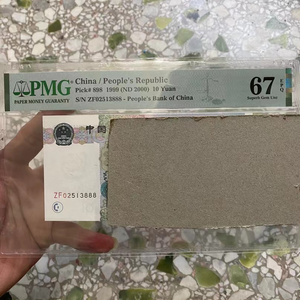 PMG
PAPER MONEY GUARANTY
China / People's Republic
Pick# 898 1999 (ND 2000) 10 Yuan
S/N ZF02513888 - People's Bank of China
67 EPQ
Superb Gem Unc
中国
ZF02513888